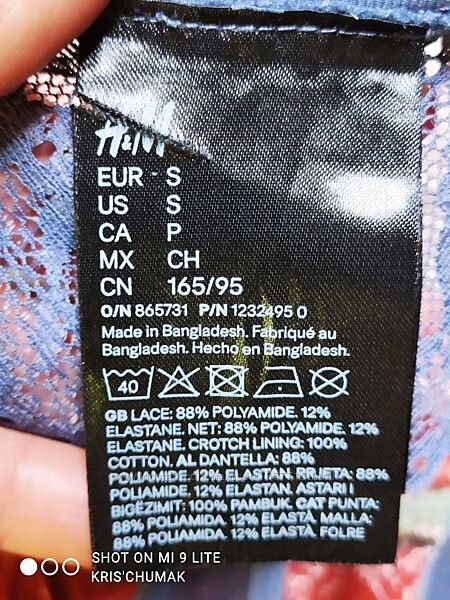 H&M
EUR - S
US S
CA P
MX CH
CN 165/95
O/N 865731 P/N 1232495 0
Made in Bangladesh. Fabriqué au
Bangladesh. Hecho en Bangladesh.
40
GB LACE: 88% POLYAMIDE. 12%
ELASTANE. NET: 88% POLYAMIDE. 12%
ELASTANE. CROTCH LINING: 100%
COTTON. AL DANTELLA: 88%
POLIAMIDE. 12% ELASTAN. RRJETA: 88%
POLIAMIDE. 12% ELASTAN. ASTARI I
BIGËZIMIT: 100% PAMBUK. CAT PUNTA:
88% POLIAMIDA. 12% ELASTÀ. MALLA:
88% POLIAMIDA. 12% ELASTÀ FOLRE
SHOT ON MI 9 LITE
KRIS'CHUMAK